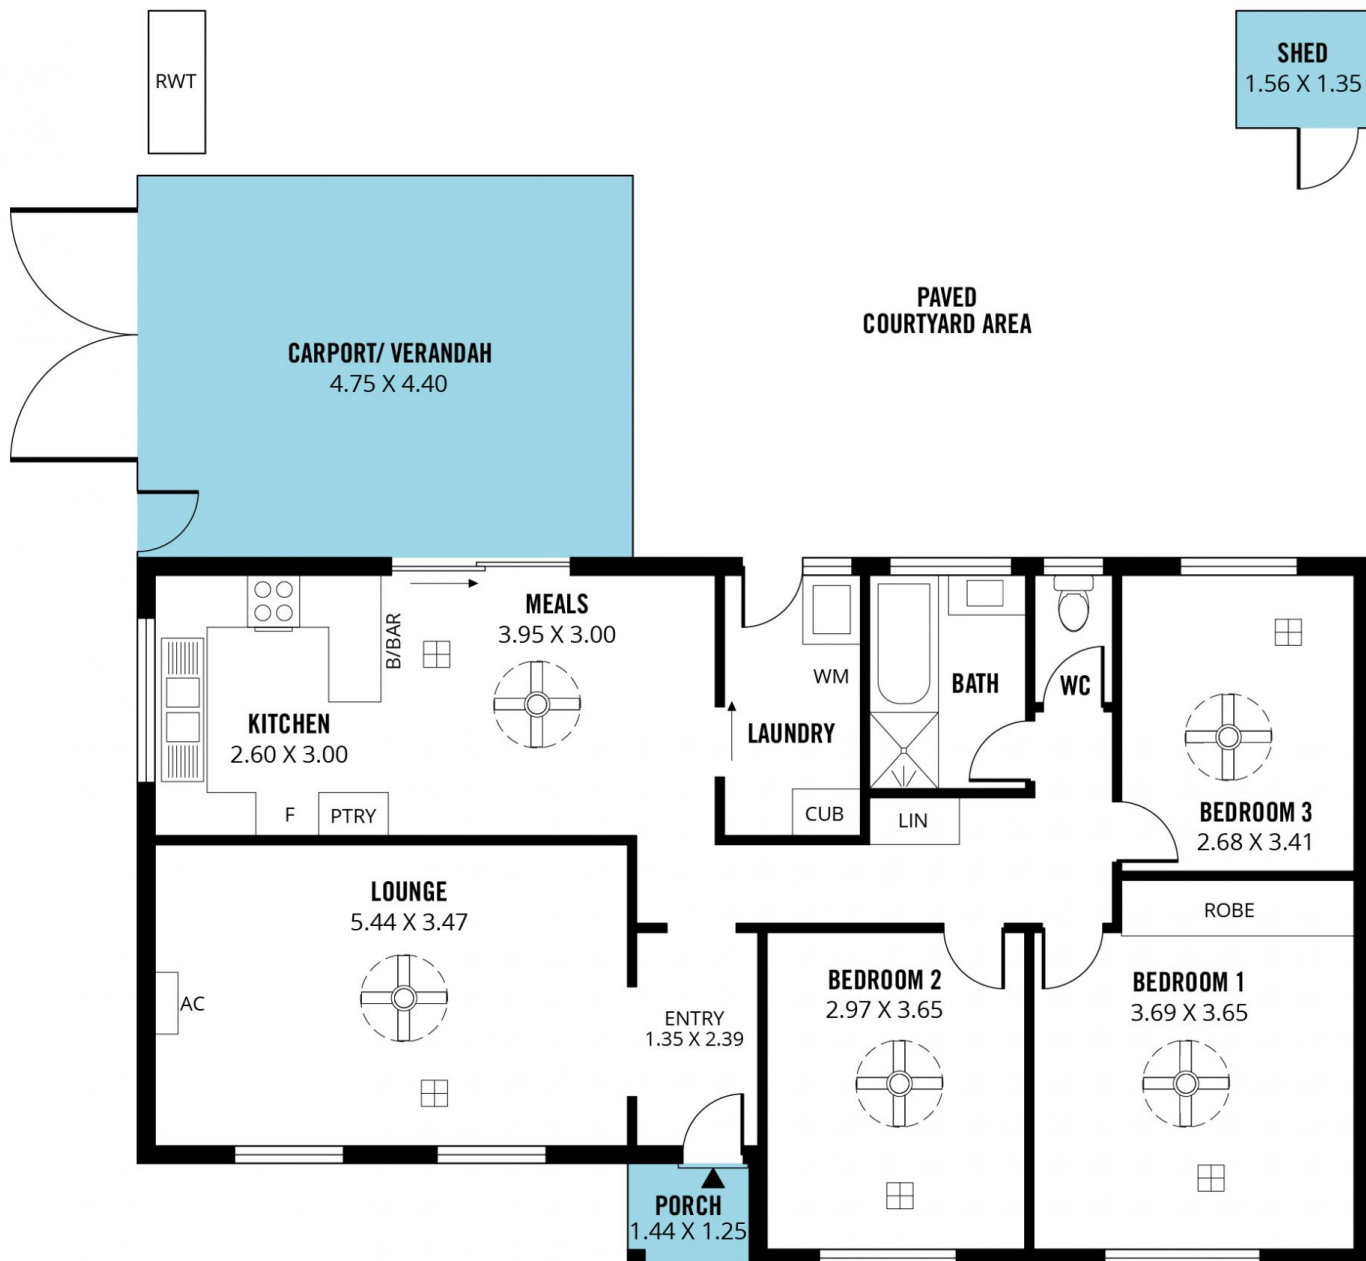 RWT
SHED
1.56 X 1.35
PAVED
COURTYARD AREA
CARPORT/ VERANDAH
4.75 X 4.40
MEALS
3.95 X 3.00
B/BAR
KITCHEN
2.60 X 3.00
F
PTRY
WM
LAUNDRY
CUB
BATH
WC
LIN
BEDROOM 3
2.68 X 3.41
ROBE
LOUNGE
5.44 X 3.47
AC
ENTRY
1.35 X 2.39
BEDROOM 2
2.97 X 3.65
BEDROOM 1
3.69 X 3.65
PORCH
1.44 X 1.25